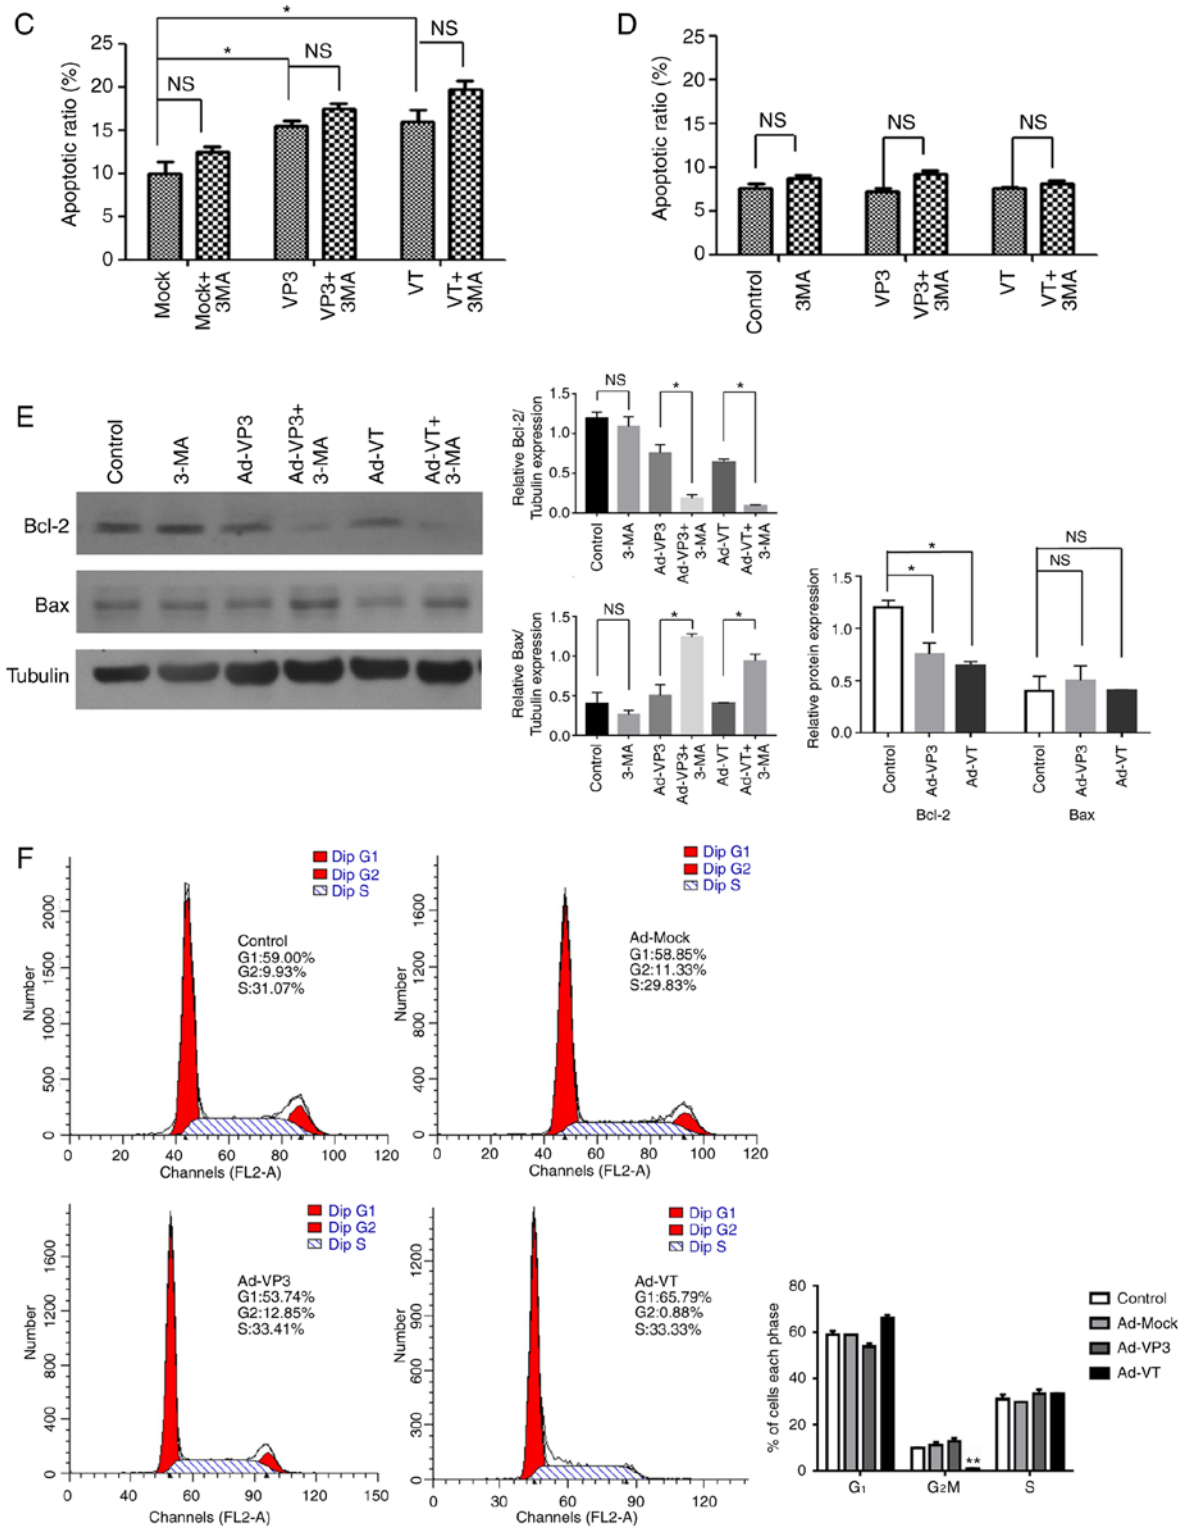 C
Apoptotic ratio (%)
25
20
15
10
5
0
*
*
NS
NS
NS
Mock
Mock+
3MA
VP3
VP3+
3MA
VT
VT+
3MA
D
Apoptotic ratio (%)
25
20
15
10
5
0
NS
NS
NS
Control
3MA
VP3
VP3+
3MA
VT
VT+
3MA
E
Control
3-MA
Ad-VP3
Ad-VP3+
3-MA
Ad-VT
Ad-VT+
3-MA
Bcl-2
Bax
Tubulin
Relative Bcl-2/
Tubulin expression
1.5
1.0
0.5
0.0
NS
*
*
Control
3-MA
Ad-VP3
Ad-VP3+
3-MA
Ad-VT
Ad-VT+
3-MA
Relative Bax/
Tubulin expression
1.5
1.0
0.5
0.0
NS
*
*
Control
3-MA
Ad-VP3
Ad-VP3+
3-MA
Ad-VT
Ad-VT+
3-MA
Relative protein expression
1.5
1.0
0.5
0.0
*
*
NS
NS
Control
Ad-VP3
Ad-VT
Control
Ad-VP3
Ad-VT
Bcl-2
Bax
F
Dip G1
Dip G2
Dip S
Control
G1:59.00%
G2:9.93%
S:31.07%
Number
2000
1500
1000
500
0
0 20 40 60 80 100 120
Channels (FL2-A)
Dip G1
Dip G2
Dip S
Ad-Mock
G1:58.85%
G2:11.33%
S:29.83%
Number
1600
1200
800
400
0
0 20 40 60 80 100 120
Channels (FL2-A)
Dip G1
Dip G2
Dip S
Ad-VP3
G1:53.74%
G2:12.85%
S:33.41%
Number
1600
1200
800
400
0
0 40 60 90 120 150
Channels (FL2-A)
Dip G1
Dip G2
Dip S
Ad-VT
G1:65.79%
G2:0.88%
S:33.33%
Number
1200
900
600
300
0
0 30 60 90 120
Channels (FL2-A)
% of cells each phase
80
60
40
20
0
**
G1
G2M
S
Control
Ad-Mock
Ad-VP3
Ad-VT